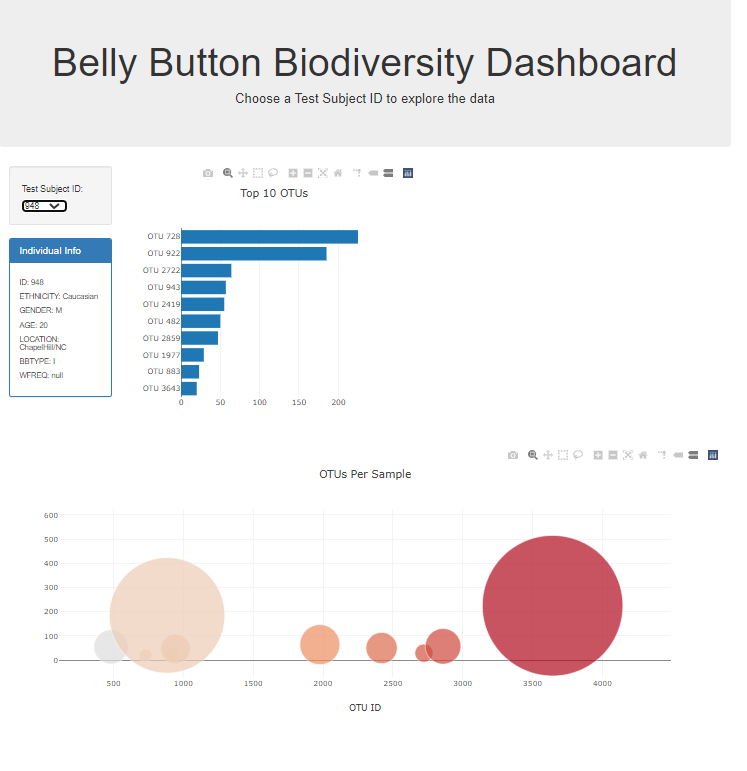 Belly Button Biodiversity Dashboard
Choose a Test Subject ID to explore the data
Test Subject ID:
948
Individual Info
ID: 948
ETHNICITY: Caucasian
GENDER: M
AGE: 20
LOCATION:
ChapelHill/NC
BBTYPE: I
WFREQ: null
Top 10 OTUs
OTU 728
OTU 922
OTU 2722
OTU 943
OTU 2419
OTU 482
OTU 2859
OTU 1977
OTU 883
OTU 3643
0 50 100 150 200
OTUs Per Sample
600
500
400
300
200
100
0
500 1000 1500 2000 2500 3000 3500 4000
OTU ID